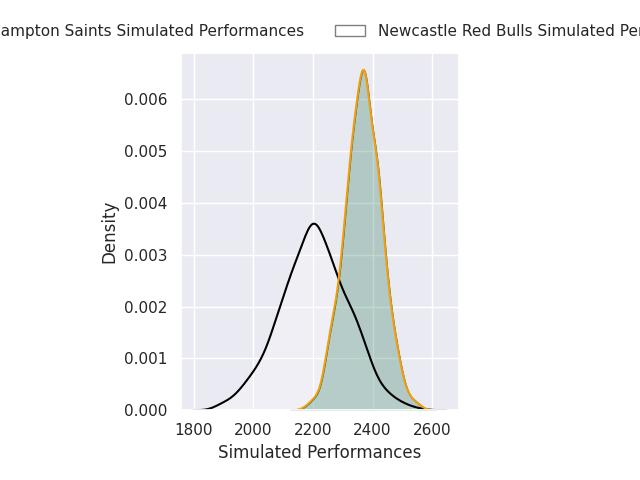 ampton Saints Simulated Performances Newcastle Red Bulls Simulated Per
0.006
0.005
0.004
0.003
0.002
0.001
0.000
Density
1800 2000 2200 2400 2600
Simulated Performances